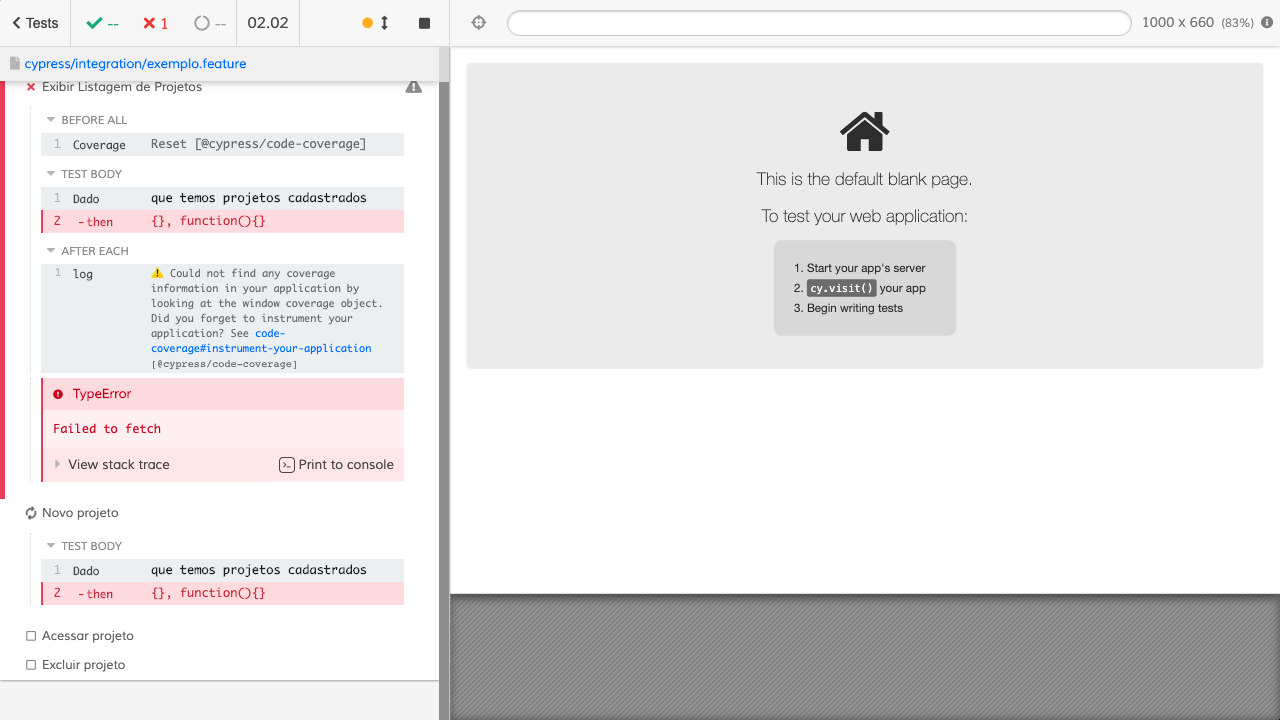 Tests -- 1 -- 02.02
1000 x 660 (83%)
cypress/integration/exemplo.feature
Exibir Listagem de Projetos
BEFORE ALL
1 Coverage Reset [@cypress/code-coverage]
TEST BODY
1 Dado que temos projetos cadastrados
2 -then {}, function(){}
AFTER EACH
1 log ⚠️ Could not find any coverage
information in your application by
looking at the window coverage object.
Did you forget to instrument your
application? See code-
coverage#instrument-your-application
[@cypress/code-coverage]
TypeError
Failed to fetch
View stack trace Print to console
Novo projeto
TEST BODY
1 Dado que temos projetos cadastrados
2 -then {}, function(){}
Acessar projeto
Excluir projeto
This is the default blank page.
To test your web application:
1. Start your app's server
2. cy.visit() your app
3. Begin writing tests